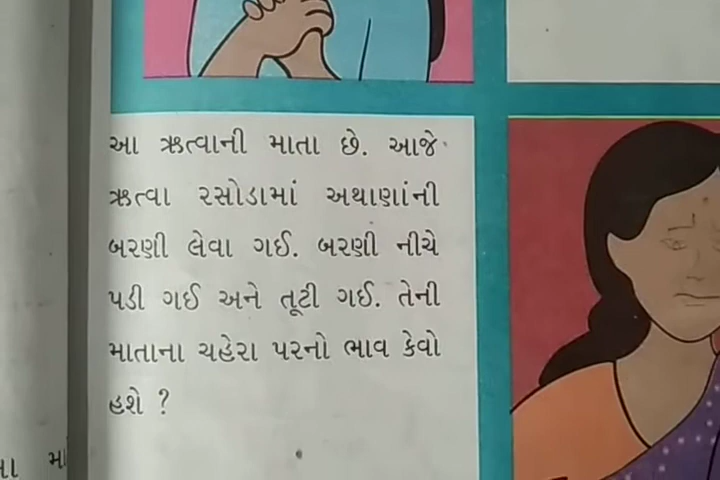 આ ઋત્વાની માતા છે. આજે
ઋત્વા રસોડામાં અથાણાંની
બરણી લેવા ગઈ. બરણી નીચે
પડી ગઈ અને તૂટી ગઈ. તેની
માતાના ચહેરા પરનો ભાવ કેવો
હશે ?